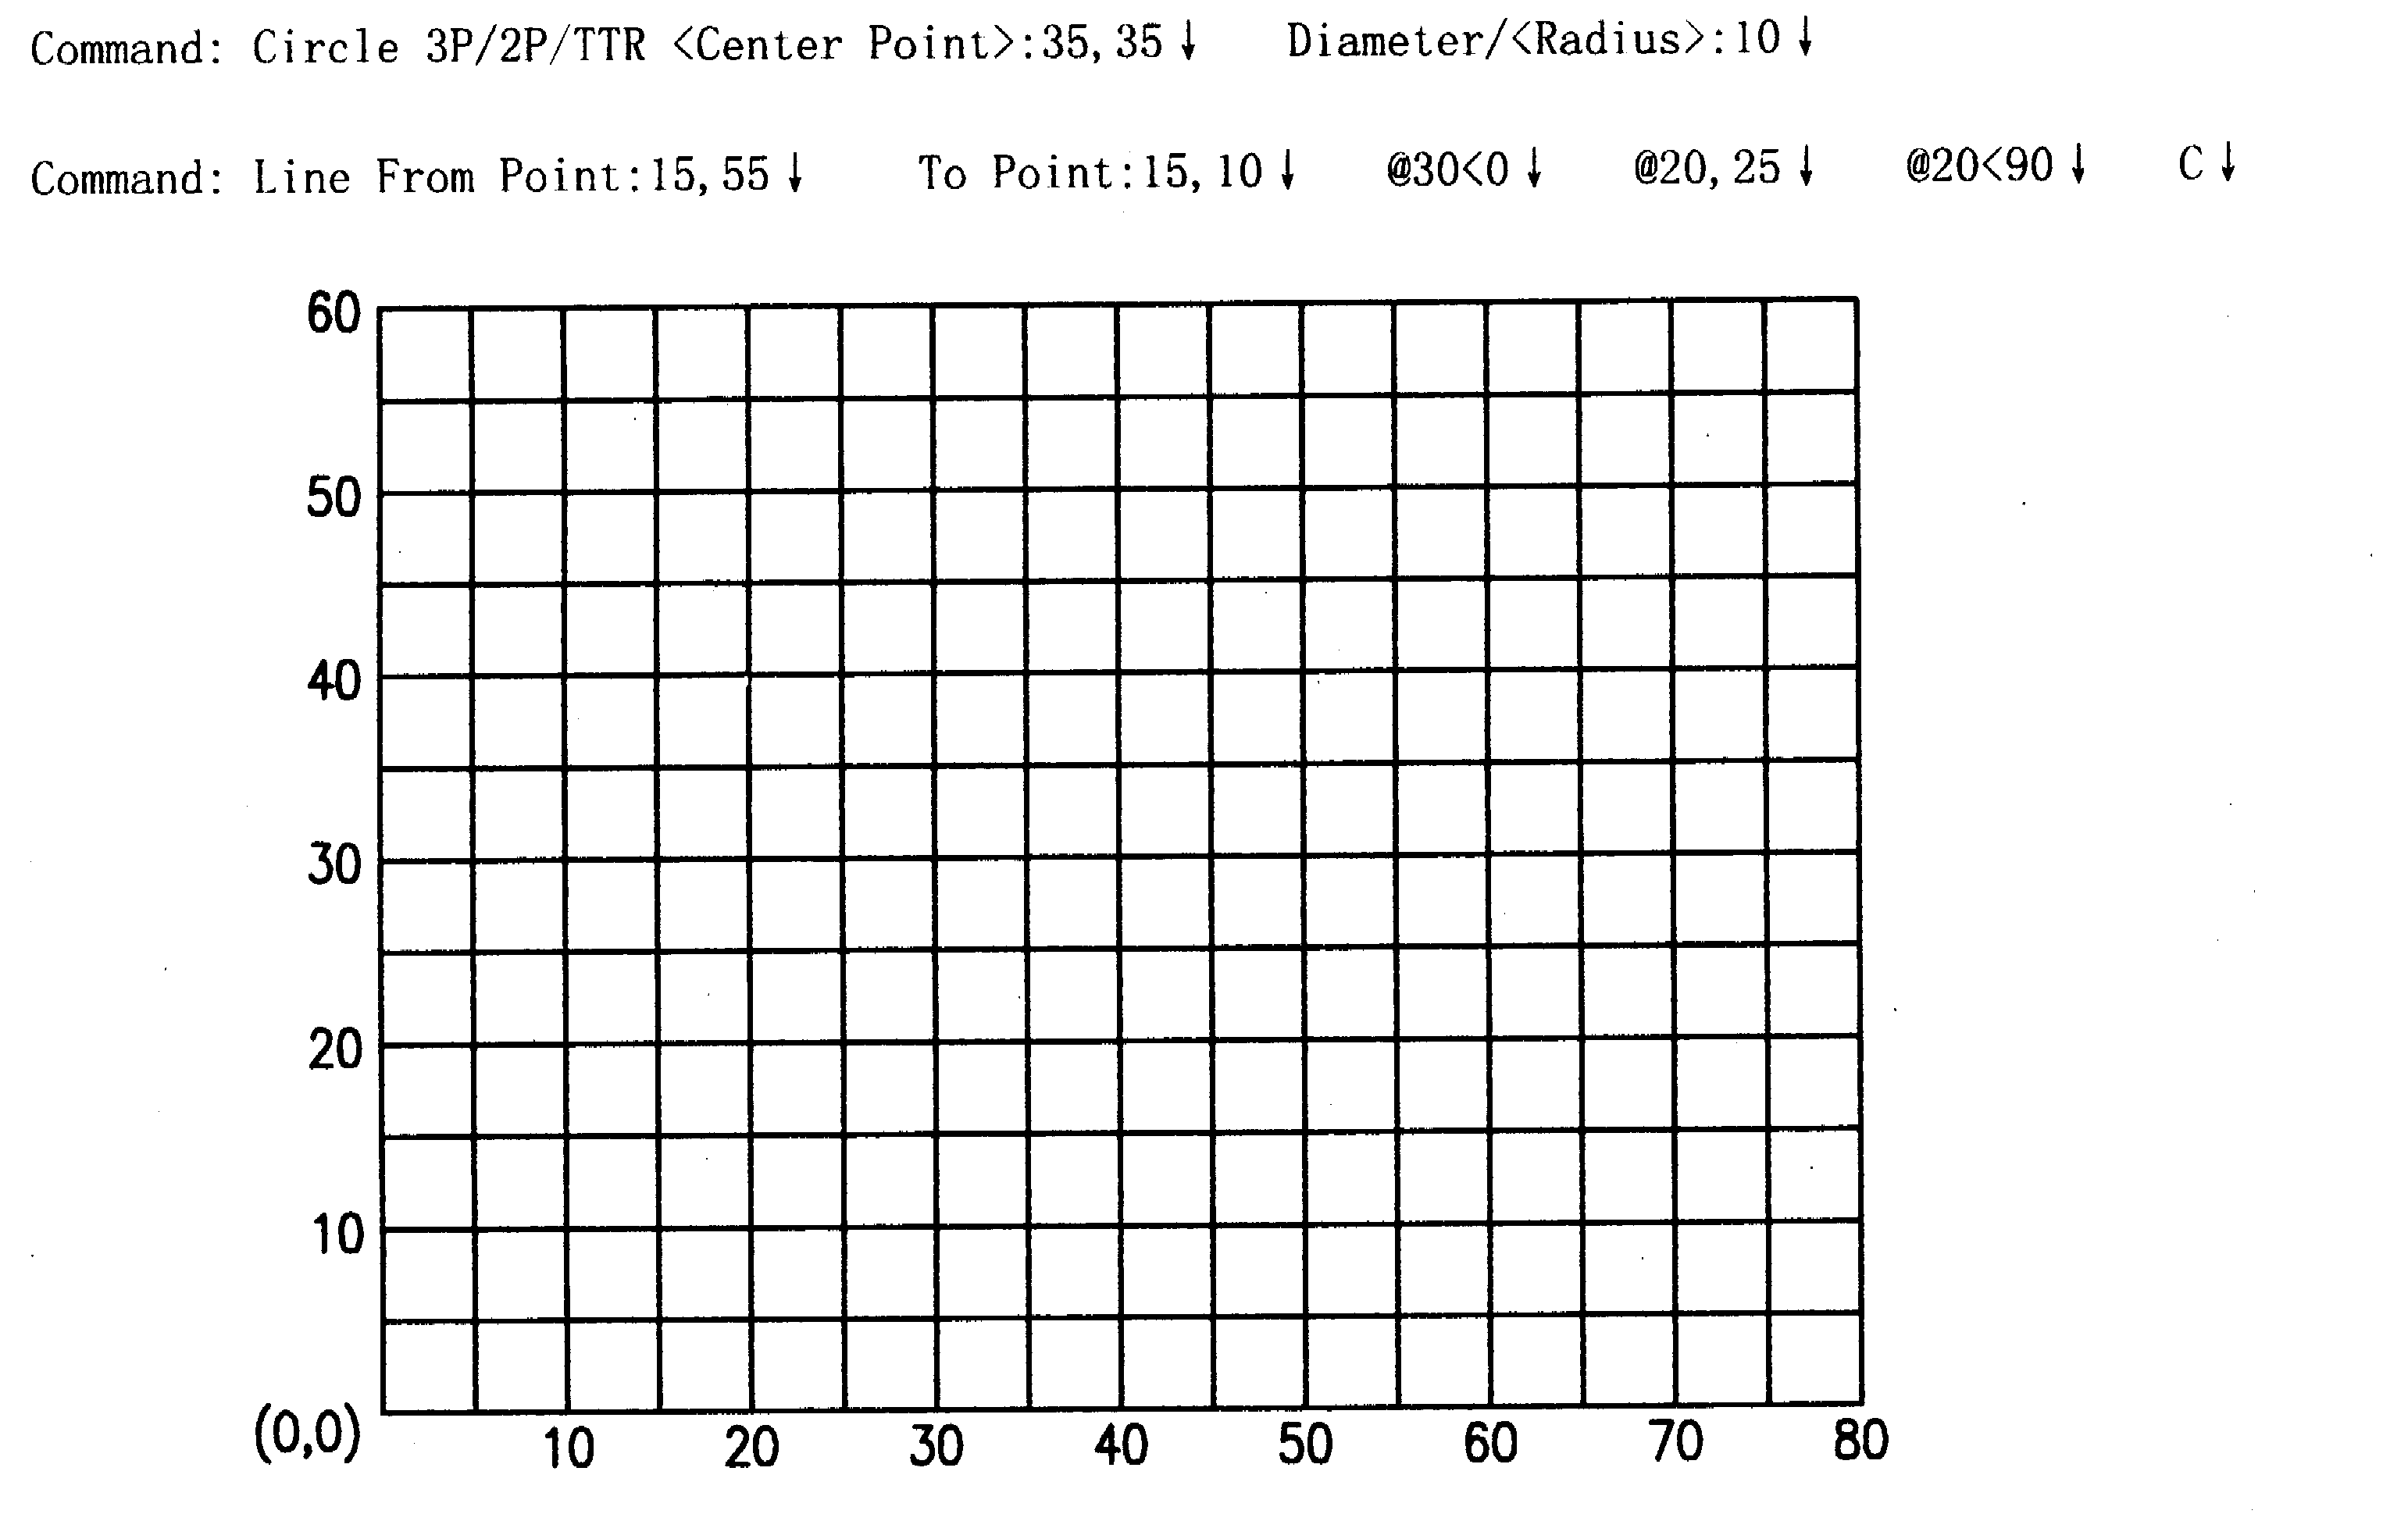 Command: Circle 3P/2P/TTR <Center Point>:35,35↓ Diameter/<Radius>:10↓
Command: Line From Point:15,55↓ To Point:15,10↓ @30<0↓ @20,25↓ @20<90↓ C↓
60
50
40
30
20
10
(0,0)
10 20 30 40 50 60 70 80